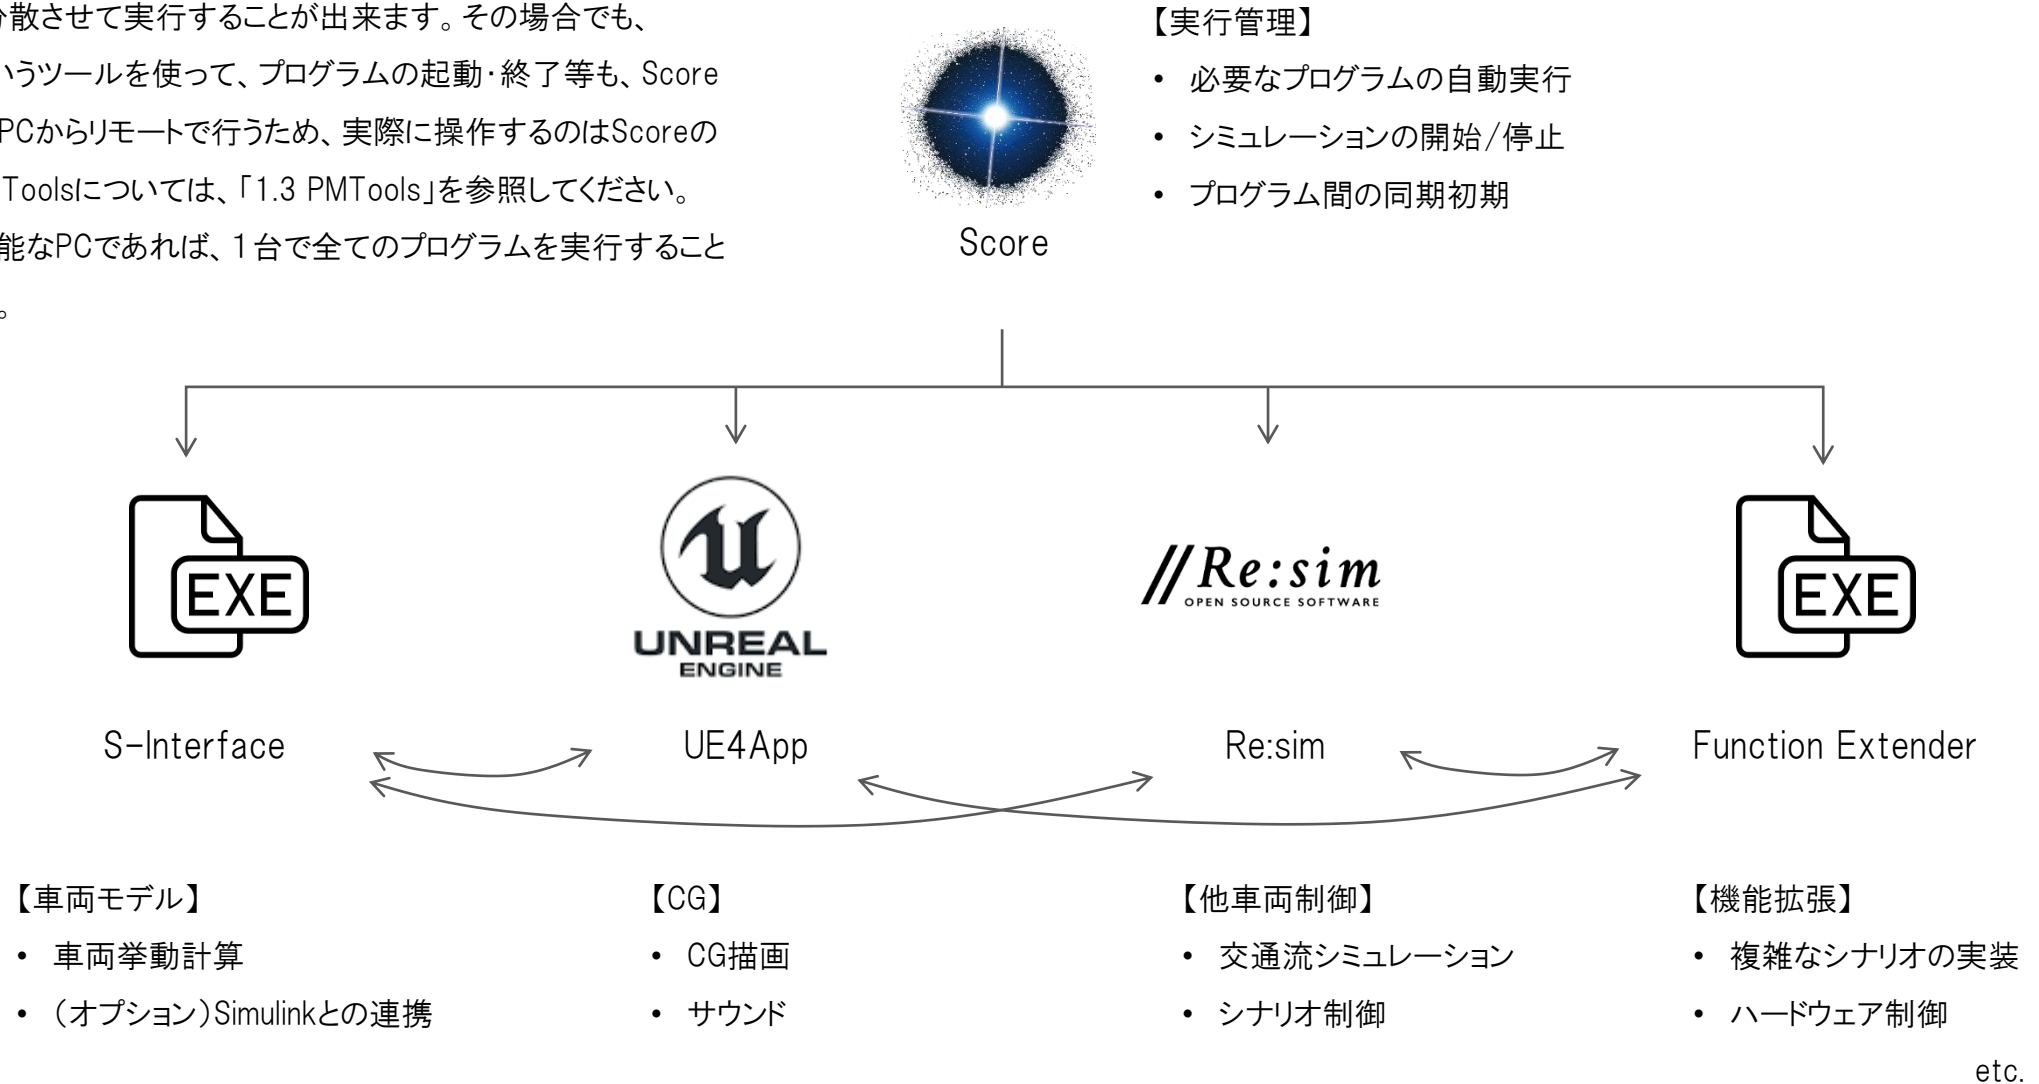 分散させて実行することが出来ます。その場合でも、
いうツールを使って、プログラムの起動・終了等も、Score
PCからリモートで行うため、実際に操作するのはScoreの
Toolsについては、「1.3 PMTools」を参照してください。
能なPCであれば、1台で全てのプログラムを実行すること
。
【実行管理】
• 必要なプログラムの自動実行
• シミュレーションの開始/停止
• プログラム間の同期初期
Score
EXE
UNREAL
ENGINE
//Re:sim
OPEN SOURCE SOFTWARE
EXE
S-Interface
UE4App
Re:sim
Function Extender
【車両モデル】
• 車両挙動計算
• (オプション)Simulinkとの連携
【CG】
• CG描画
• サウンド
【他車両制御】
• 交通流シミュレーション
• シナリオ制御
【機能拡張】
• 複雑なシナリオの実装
• ハードウェア制御
etc.